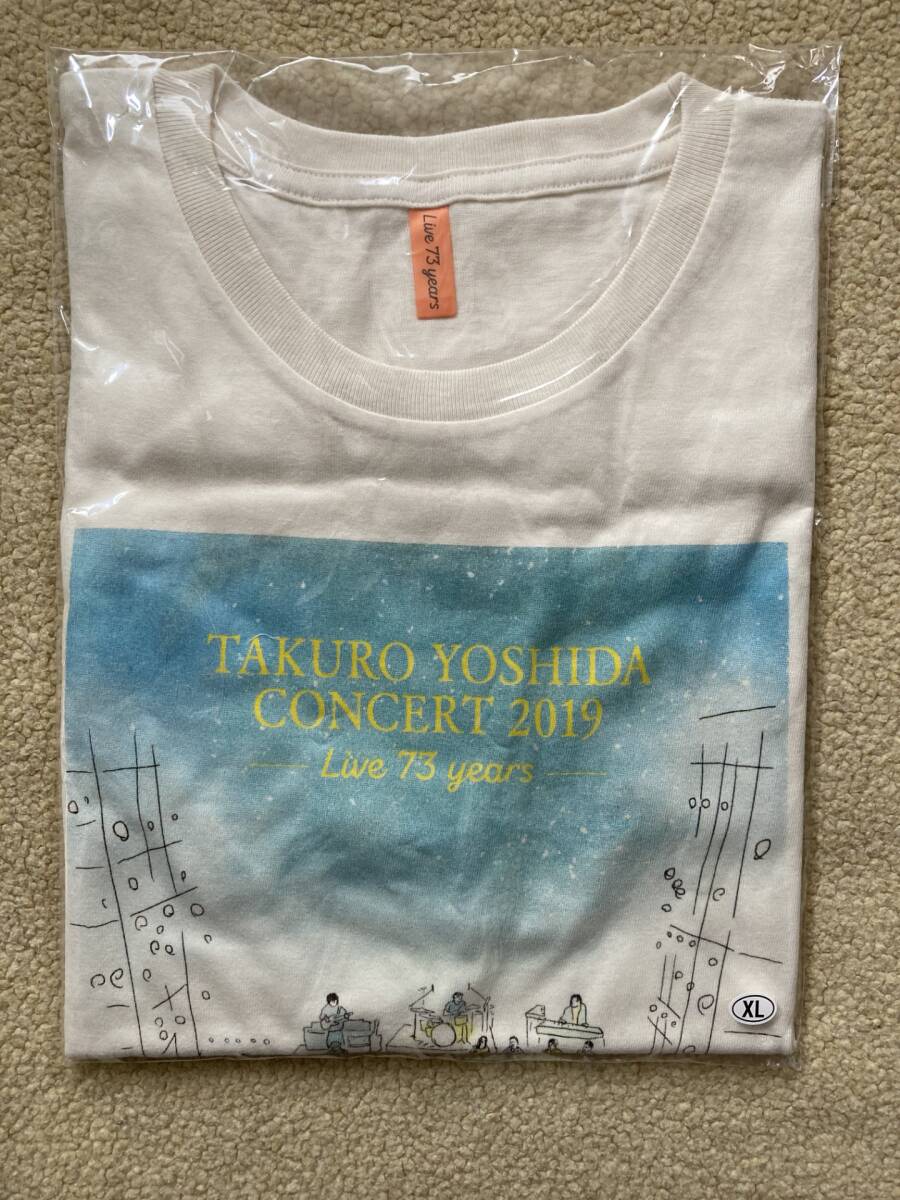 Live 73 years
TAKURO YOSHIDA
CONCERT 2019
Live 73 years
XL